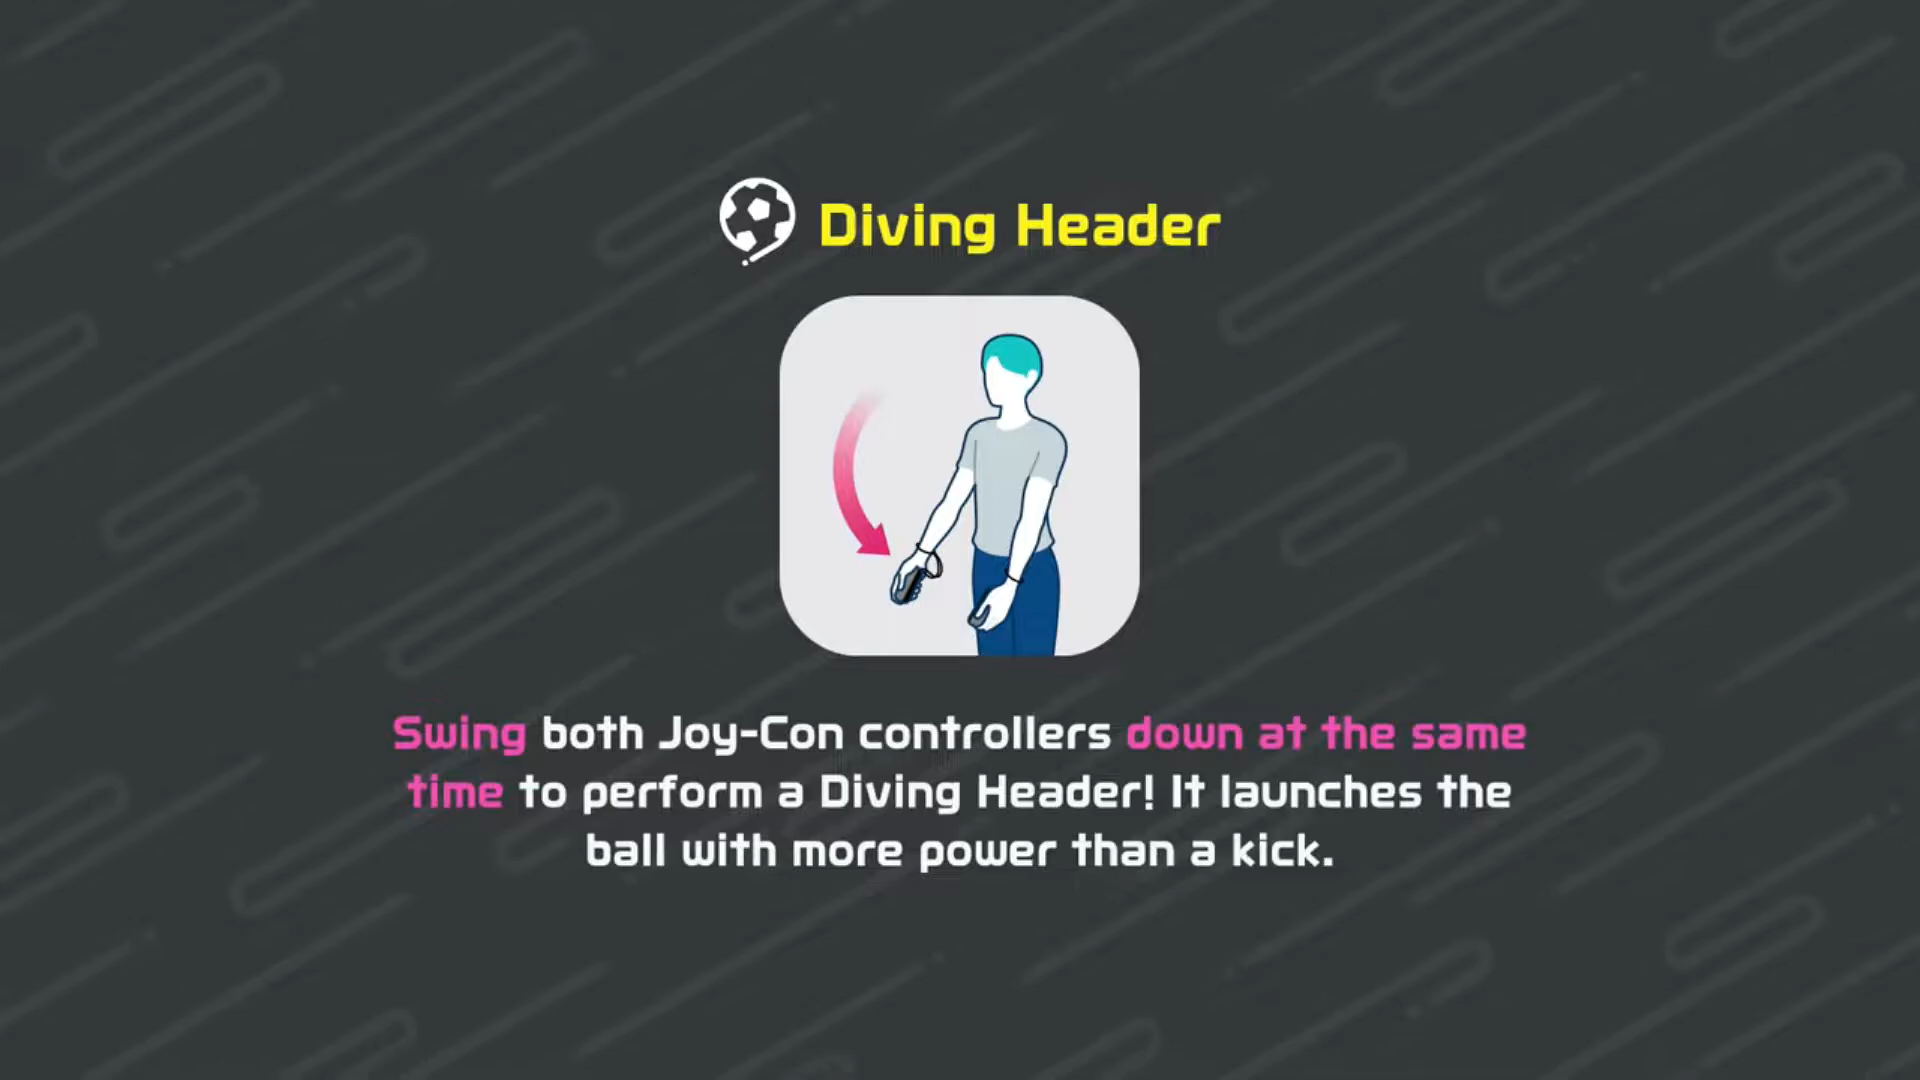 Diving Header
Swing both Joy-Con controllers down at the same
time to perform a Diving Header! It launches the
ball with more power than a kick.